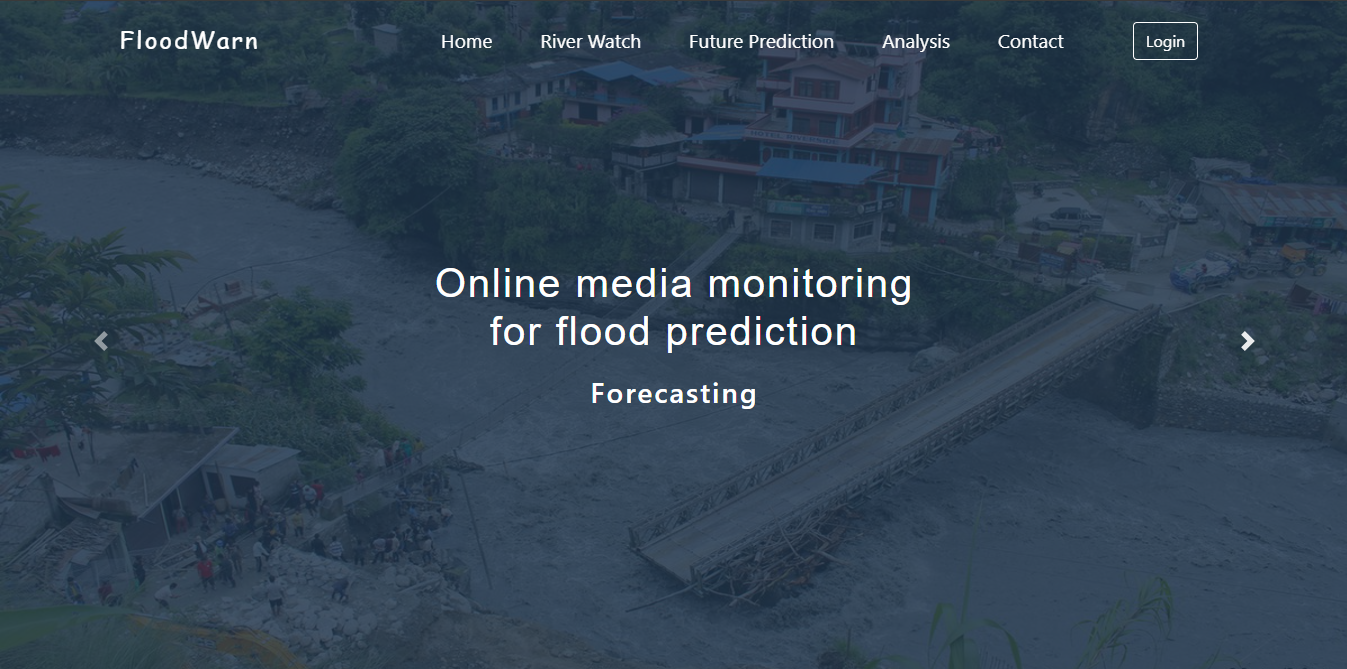 FloodWarn
Home
River Watch
Future Prediction
Analysis
Contact
Login
Online media monitoring
for flood prediction
Forecasting